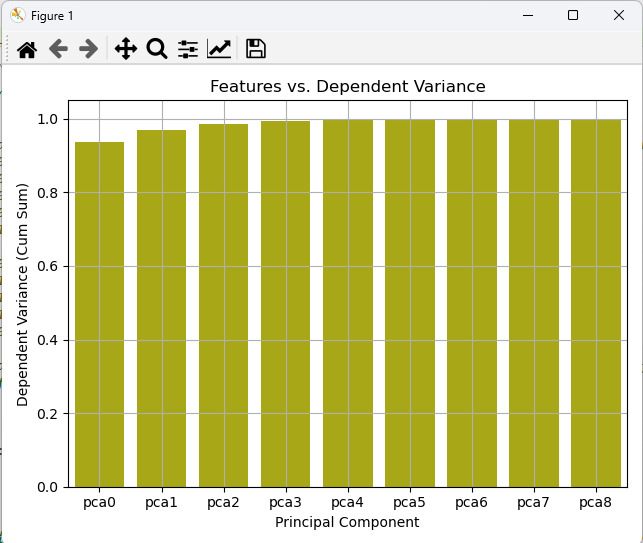 Figure 1
Features vs. Dependent Variance
Dependent Variance (Cum Sum)
1.0
0.8
0.6
0.4
0.2
0.0
pca0 pca1 pca2 pca3 pca4 pca5 pca6 pca7 pca8
Principal Component